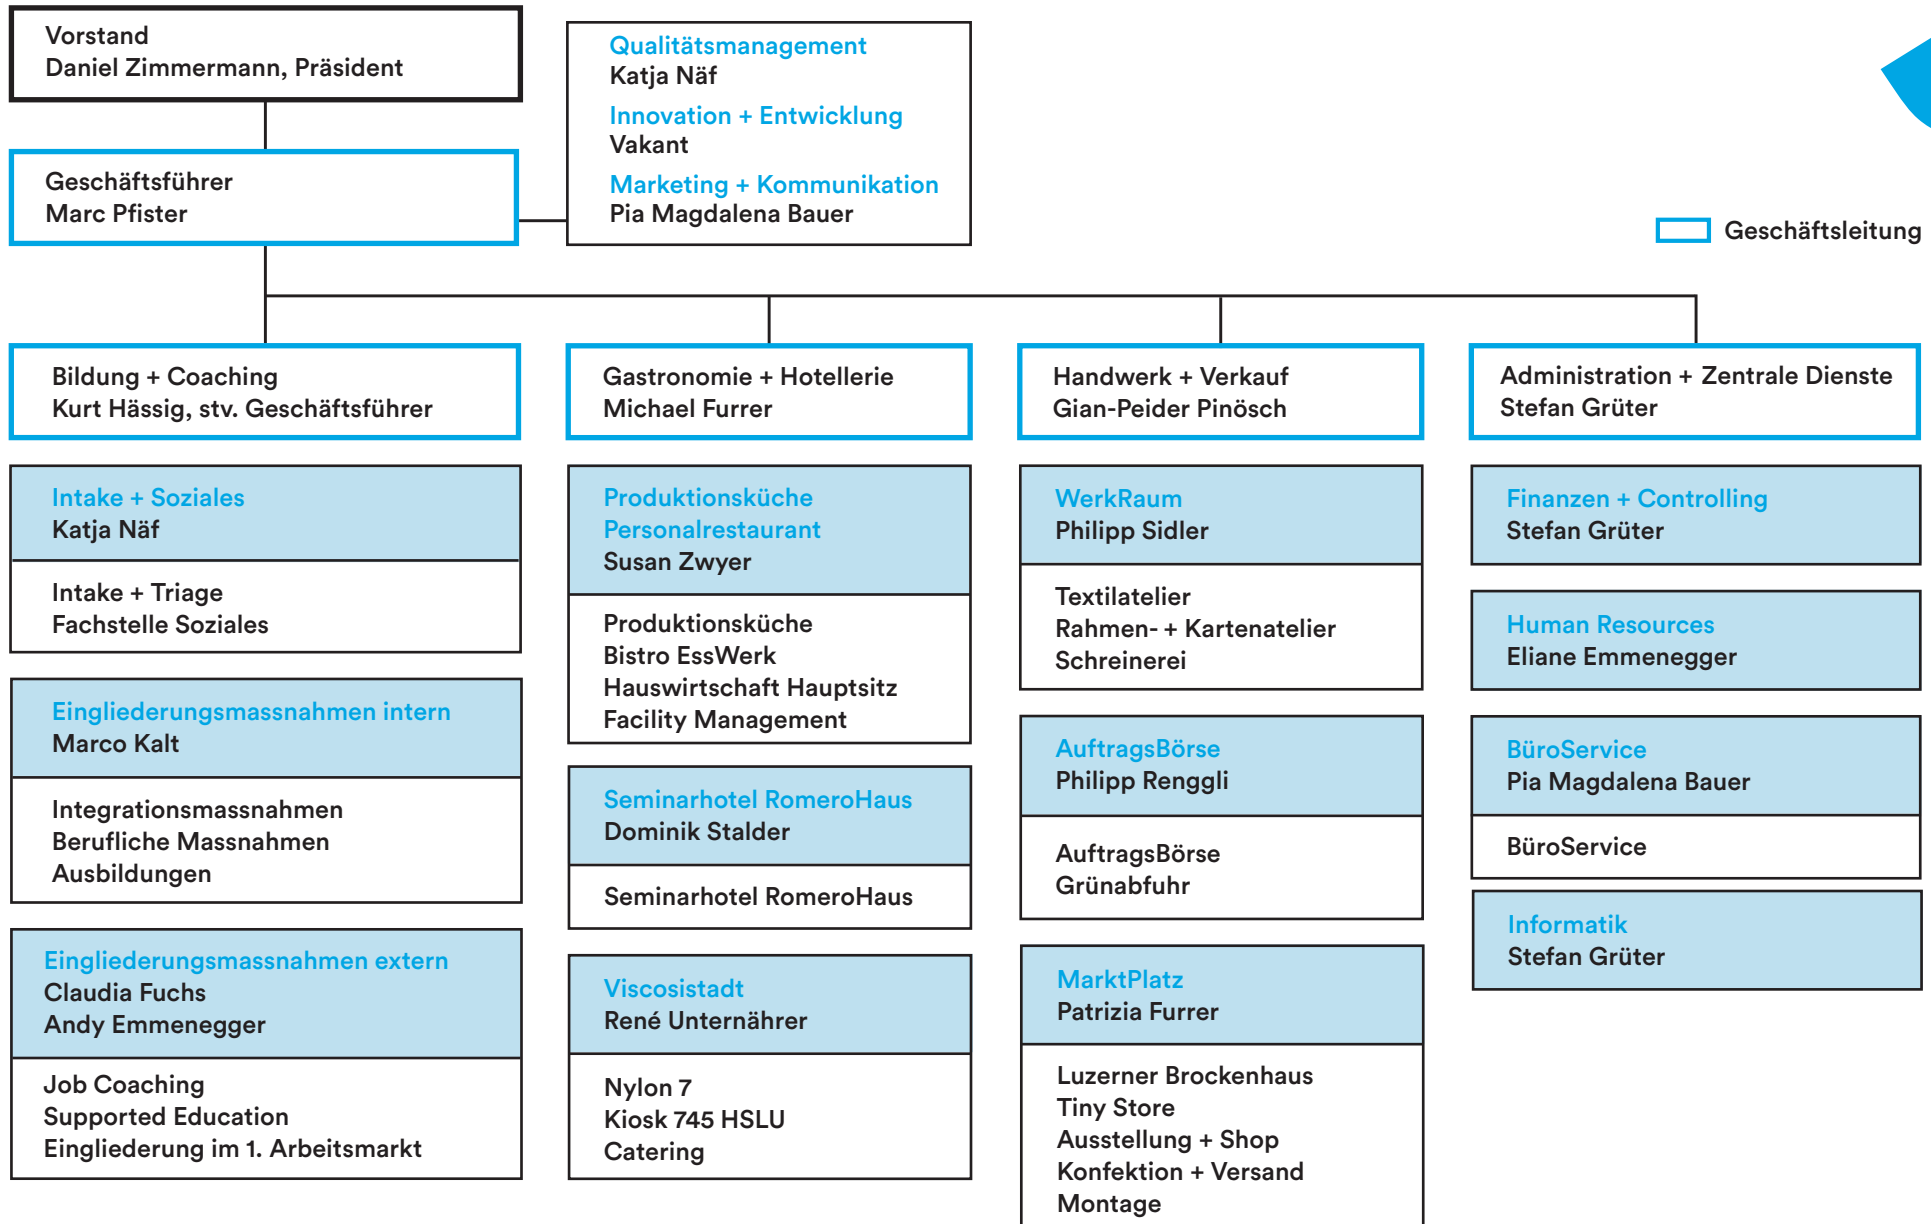 Vorstand
Daniel Zimmermann, Präsident
Qualitätsmanagement
Katja Näf
Innovation + Entwicklung
Vakant
Marketing + Kommunikation
Pia Magdalena Bauer
Geschäftsführer
Marc Pfister
Geschäftsleitung
Bildung + Coaching
Kurt Hässig, stv. Geschäftsführer
Intake + Soziales
Katja Näf
Intake + Triage
Fachstelle Soziales
Eingliederungsmassnahmen intern
Marco Kalt
Integrationsmassnahmen
Berufliche Massnahmen
Ausbildungen
Eingliederungsmassnahmen extern
Claudia Fuchs
Andy Emmenegger
Job Coaching
Supported Education
Eingliederung im 1. Arbeitsmarkt
Gastronomie + Hotellerie
Michael Furrer
Produktionsküche
Personalrestaurant
Susan Zwyer
Produktionsküche
Bistro EssWerk
Hauswirtschaft Hauptsitz
Facility Management
Seminarhotel RomeroHaus
Dominik Stalder
Seminarhotel RomeroHaus
Viscosistadt
René Unternährer
Nylon 7
Kiosk 745 HSLU
Catering
Handwerk + Verkauf
Gian-Peider Pinösch
WerkRaum
Philipp Sidler
Textilatelier
Rahmen- + Kartenatelier
Schreinerei
AuftragsBörse
Philipp Renggli
AuftragsBörse
Grünabfuhr
MarktPlatz
Patrizia Furrer
Luzerner Brockenhaus
Tiny Store
Ausstellung + Shop
Konfektion + Versand
Montage
Administration + Zentrale Dienste
Stefan Grüter
Finanzen + Controlling
Stefan Grüter
Human Resources
Eliane Emmenegger
BüroService
Pia Magdalena Bauer
BüroService
Informatik
Stefan Grüter